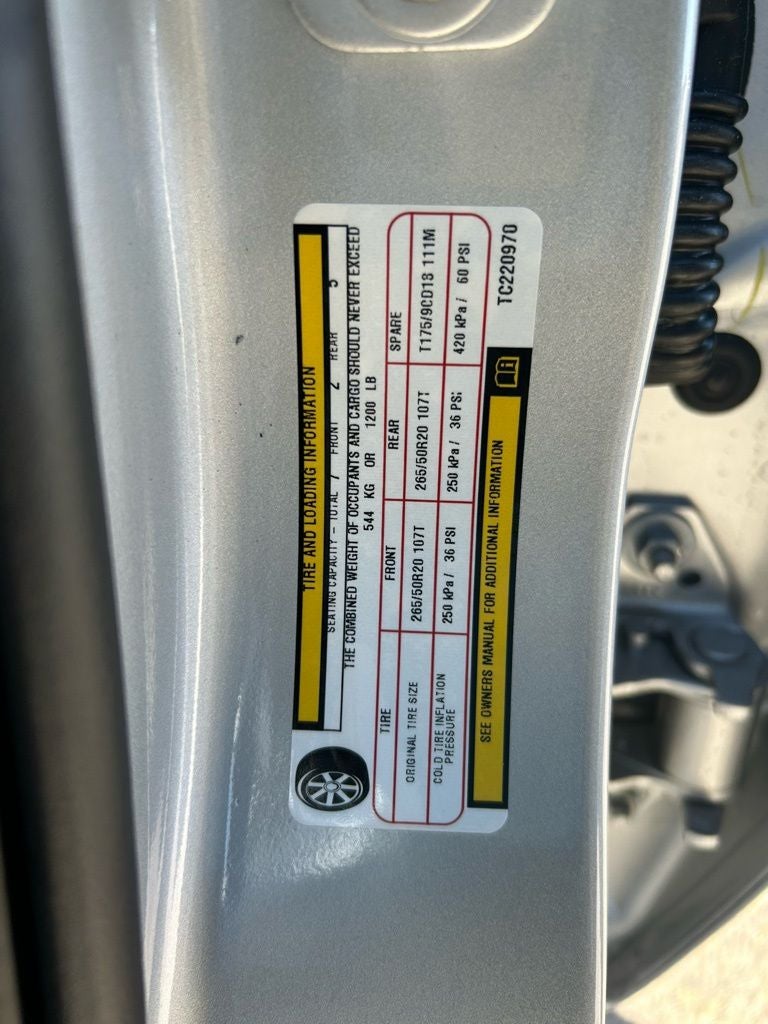 TIRE AND LOADING INFORMATION
SEATING CAPACITY - TOTAL 7 FRONT 2 REAR 5
THE COMBINED WEIGHT OF OCCUPANTS AND CARGO SHOULD NEVER EXCEED
544 KG OR 1200 LB
TIRE FRONT REAR SPARE
ORIGINAL TIRE SIZE 265/50R20 107T 265/50R20 107T T175/90D18 111M
COLD TIRE INFLATION PRESSURE 250 kPa / 36 PSI 250 kPa / 36 PSI 420 kPa / 60 PSI
SEE OWNERS MANUAL FOR ADDITIONAL INFORMATION
TC220970